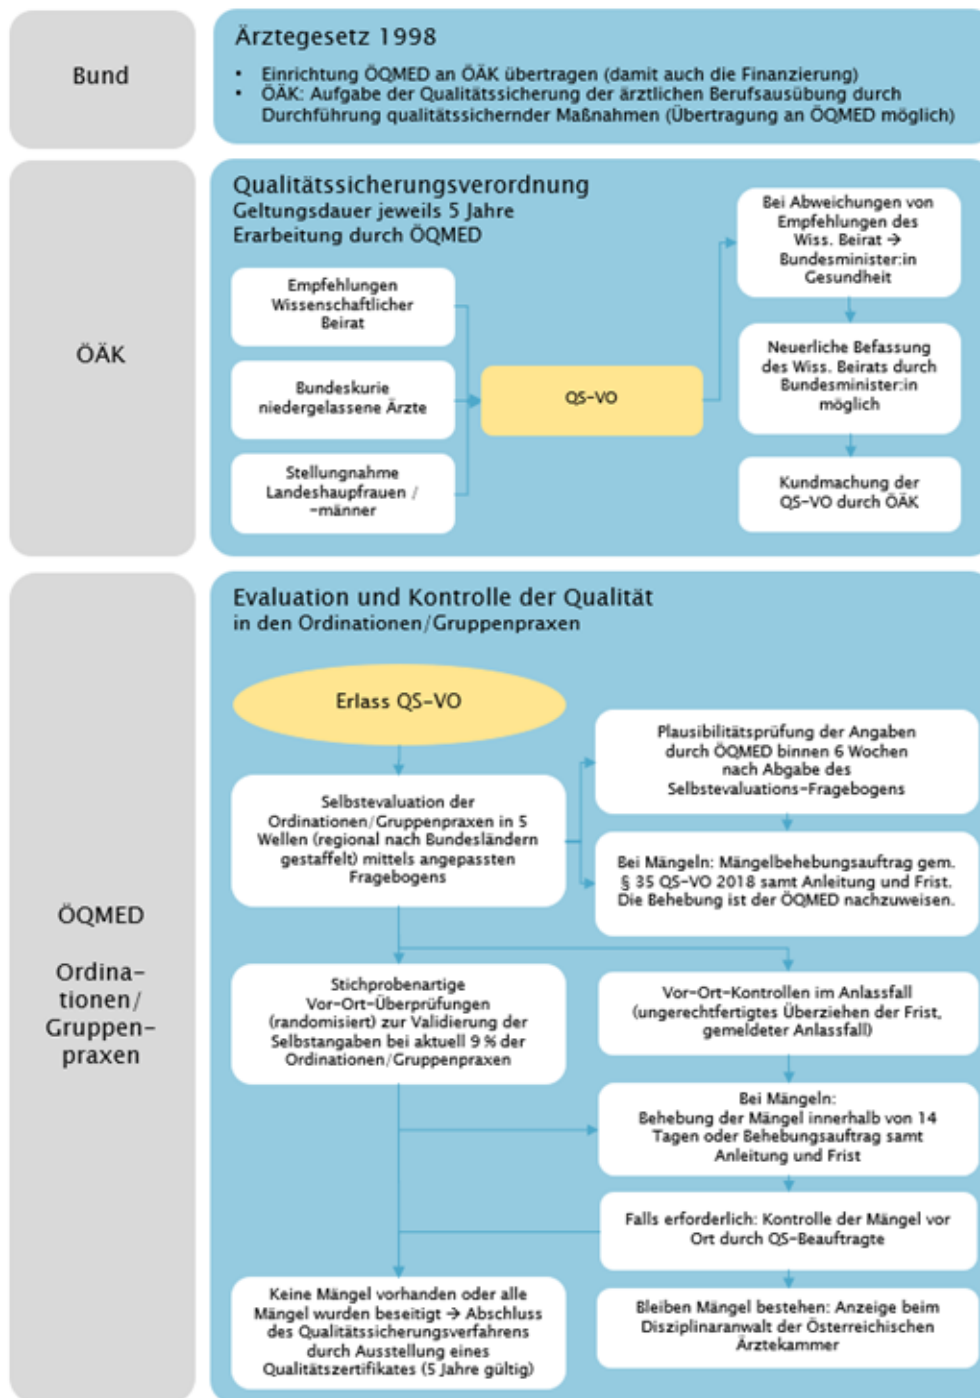 Bund
Ärztegesetz 1998
• Einrichtung ÖQMED an ÖÄK übertragen (damit auch die Finanzierung)
• ÖÄK: Aufgabe der Qualitätssicherung der ärztlichen Berufsausübung durch
Durchführung qualitätssichernder Maßnahmen (Übertragung an ÖQMED möglich)
ÖÄK
Qualitätssicherungsverordnung
Geltungsdauer jeweils 5 Jahre
Erarbeitung durch ÖQMED
Empfehlungen
Wissenschaftlicher
Beirat
Bundeskurie
niedergelassene Ärzte
Stellungnahme
Landeshaupfrauen /
-männer
QS-VO
Bei Abweichungen von
Empfehlungen des
Wiss. Beirat →
Bundesminister:in
Gesundheit
Neuerliche Befassung
des Wiss. Beirats durch
Bundesminister:in
möglich
Kundmachung der
QS-VO durch ÖÄK
ÖQMED
Ordina-
tionen/
Gruppen-
praxen
Evaluation und Kontrolle der Qualität
in den Ordinationen/Gruppenpraxen
Erlass QS-VO
Selbstevaluation der
Ordinationen/Gruppenpraxen in 5
Wellen (regional nach Bundesländern
gestaffelt) mittels angepassten
Fragebogens
Plausibilitätsprüfung der Angaben
durch ÖQMED binnen 6 Wochen
nach Abgabe des
Selbstevaluations-Fragebogens
Bei Mängeln: Mängelbehebungsauftrag gem.
§ 35 QS-VO 2018 samt Anleitung und Frist.
Die Behebung ist der ÖQMED nachzuweisen.
Stichprobenartige
Vor-Ort-Überprüfungen
(randomisiert) zur Validierung der
Selbstangaben bei aktuell 9 % der
Ordinationen/Gruppenpraxen
Vor-Ort-Kontrollen im Anlassfall
(ungerechtfertigtes Überziehen der Frist,
gemeldeter Anlassfall)
Bei Mängeln:
Behebung der Mängel innerhalb von 14
Tagen oder Behebungsauftrag samt
Anleitung und Frist
Falls erforderlich: Kontrolle der Mängel vor
Ort durch QS-Beauftragte
Keine Mängel vorhanden oder alle
Mängel wurden beseitigt → Abschluss
des Qualitätssicherungsverfahrens
durch Ausstellung eines
Qualitätszertifikates (5 Jahre gültig)
Bleiben Mängel bestehen: Anzeige beim
Disziplinaranwalt der Österreichischen
Ärztekammer